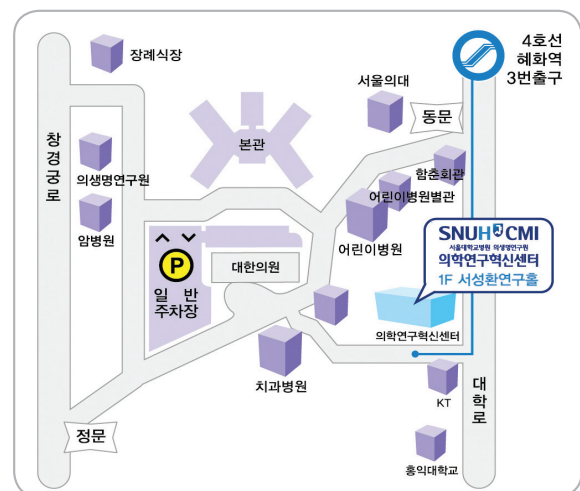 장례식장
4호선
혜화역
3번출구
서울의대
동문
본관
창경궁로
의생명연구원
함춘회관
어린이병원별관
암병원
어린이병원
SNUH CMI
서울대학교병원 의생명연구원
의학연구혁신센터
1F 서성환연구홀
P
일 반
주차장
대한의원
의학연구혁신센터
치과병원
대학로
KT
정문
홍익대학교